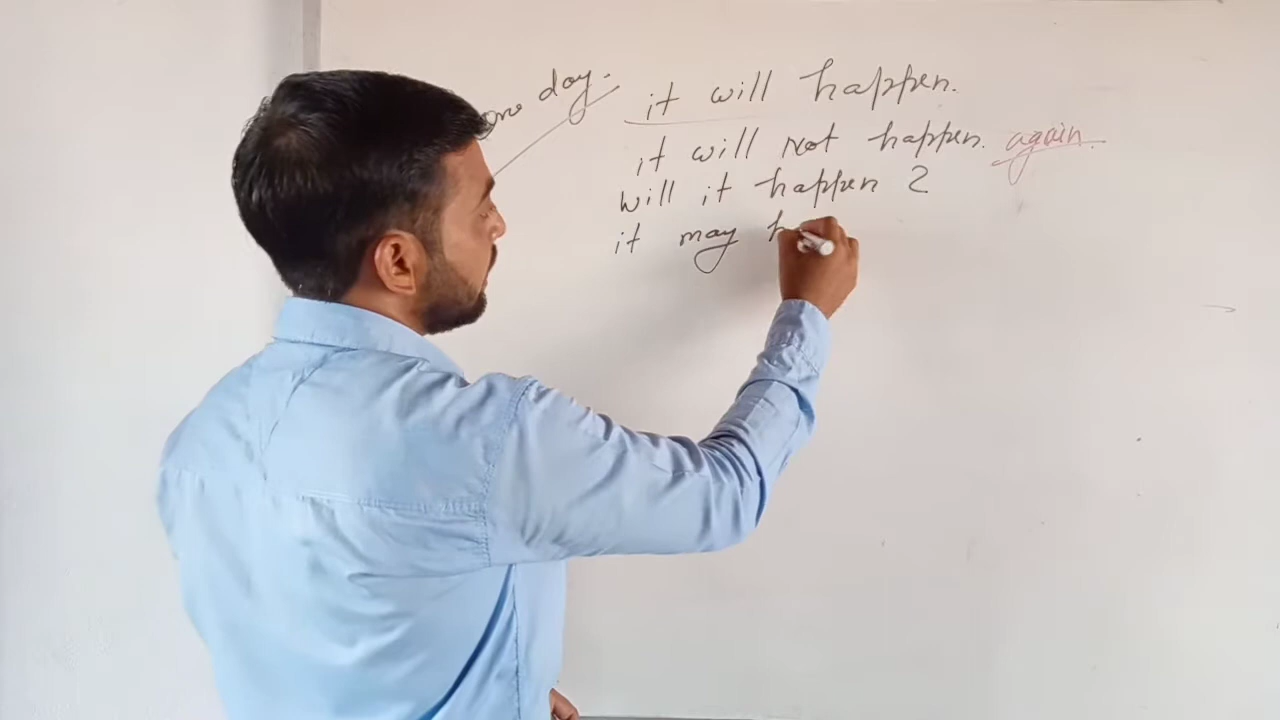 one day. it will happen.
it will not happen. again.
will it happen ?
it may h